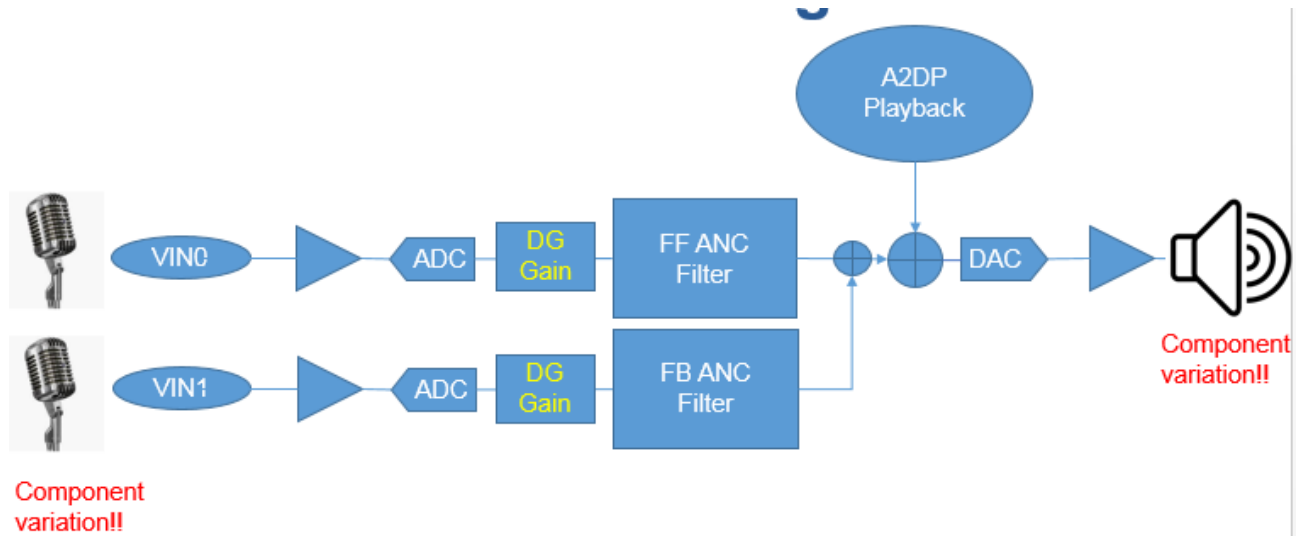 A2DP
Playback
VIN0
ADC
DG
Gain
FF ANC
Filter
DAC
VIN1
ADC
DG
Gain
FB ANC
Filter
Component
variation!!
Component
variation!!